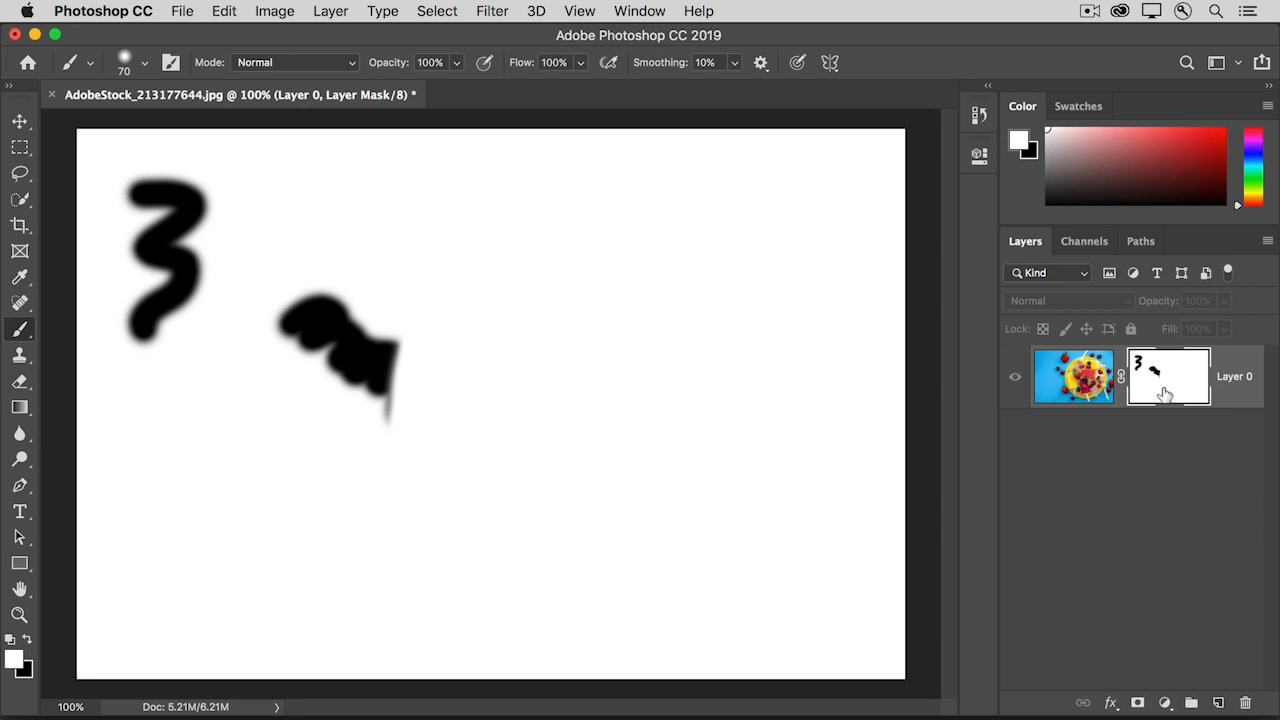 Photoshop CC File Edit Image Layer Type Select Filter 3D View Window Help
Adobe Photoshop CC 2019
70 Mode: Normal Opacity: 100% Flow: 100% Smoothing: 10%
AdobeStock_213177644.jpg @ 100% (Layer 0, Layer Mask/8) *
Color Swatches
Layers Channels Paths
Kind
Normal Opacity: 100%
Lock: Fill: 100%
Layer 0
100% Doc: 5.21M/6.21M